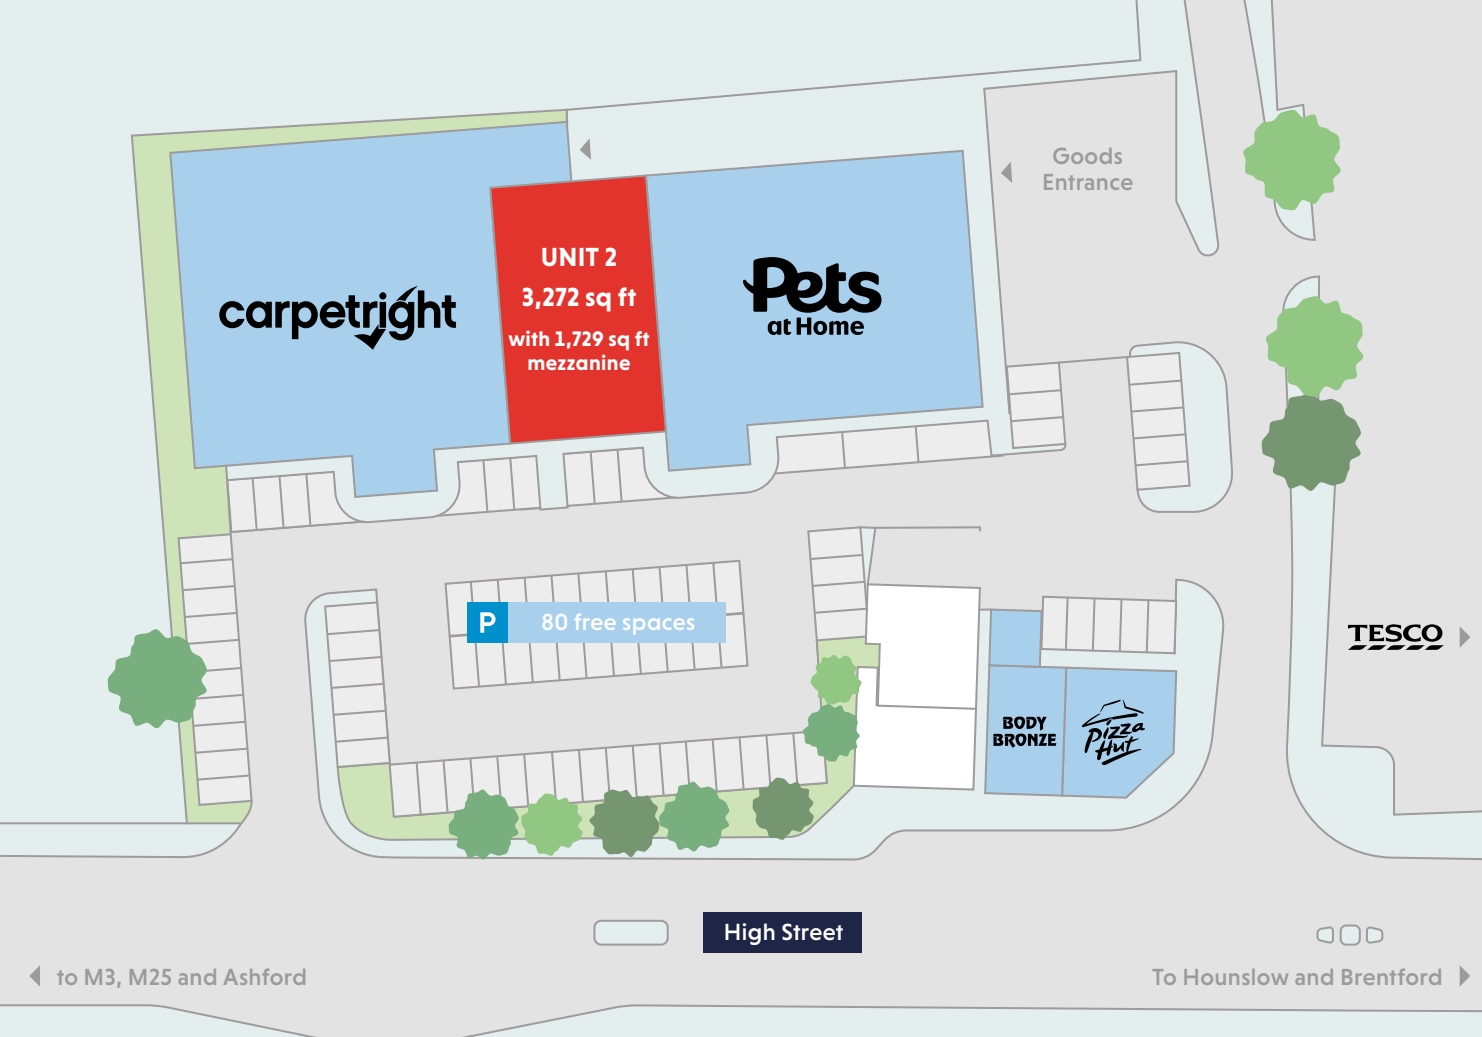 Goods
Entrance
carpetright
UNIT 2
3,272 sq ft
with 1,729 sq ft
mezzanine
Pets
at Home
P 80 free spaces
TESCO
BODY
BRONZE
Pizza
Hut
High Street
to M3, M25 and Ashford
To Hounslow and Brentford